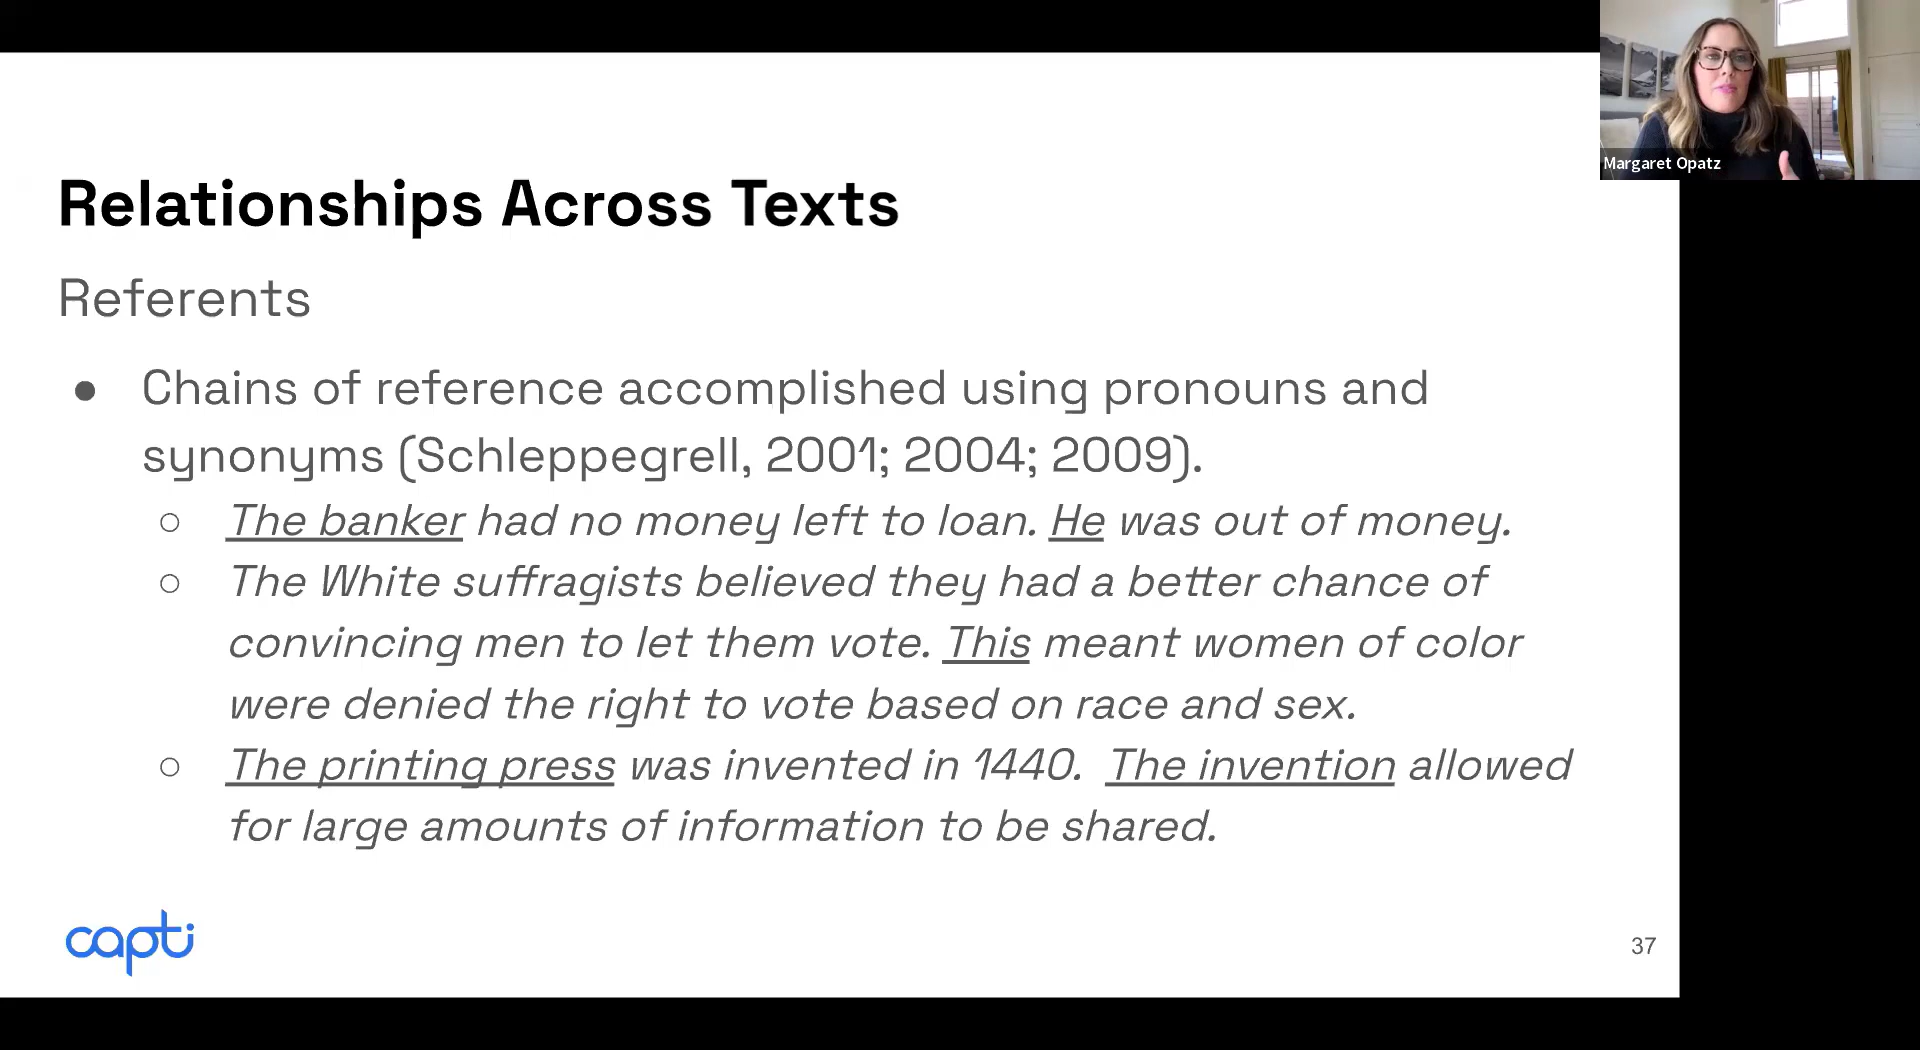 Margaret Opatz
Relationships Across Texts
Referents
● Chains of reference accomplished using pronouns and
synonyms (Schleppegrell, 2001; 2004; 2009).
○ The banker had no money left to loan. He was out of money.
○ The White suffragists believed they had a better chance of
convincing men to let them vote. This meant women of color
were denied the right to vote based on race and sex.
○ The printing press was invented in 1440. The invention allowed
for large amounts of information to be shared.
capti
37